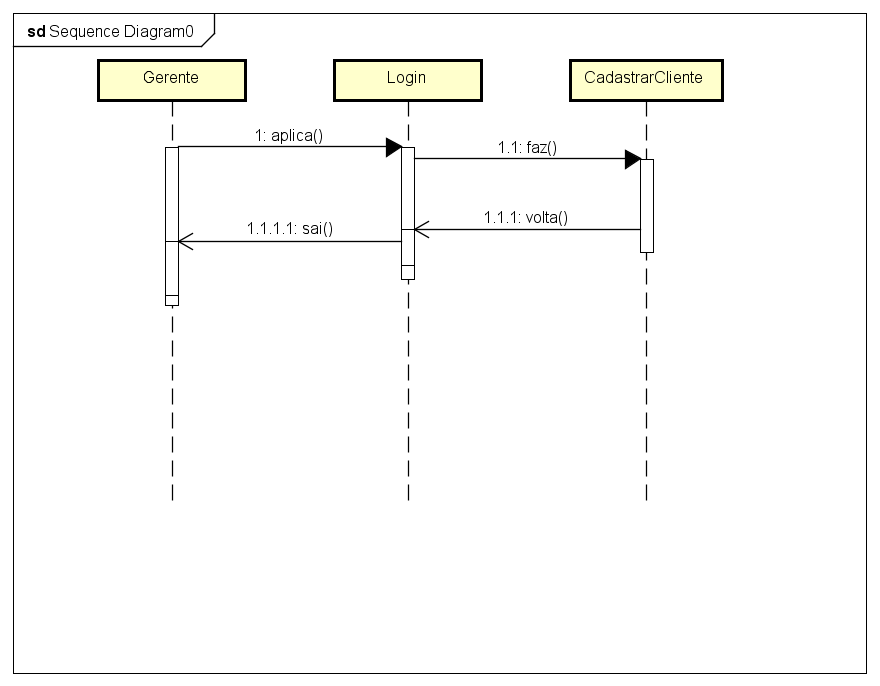 sd Sequence Diagram0
Gerente
Login
CadastrarCliente
1: aplica()
1.1: faz()
1.1.1: volta()
1.1.1.1: sai()